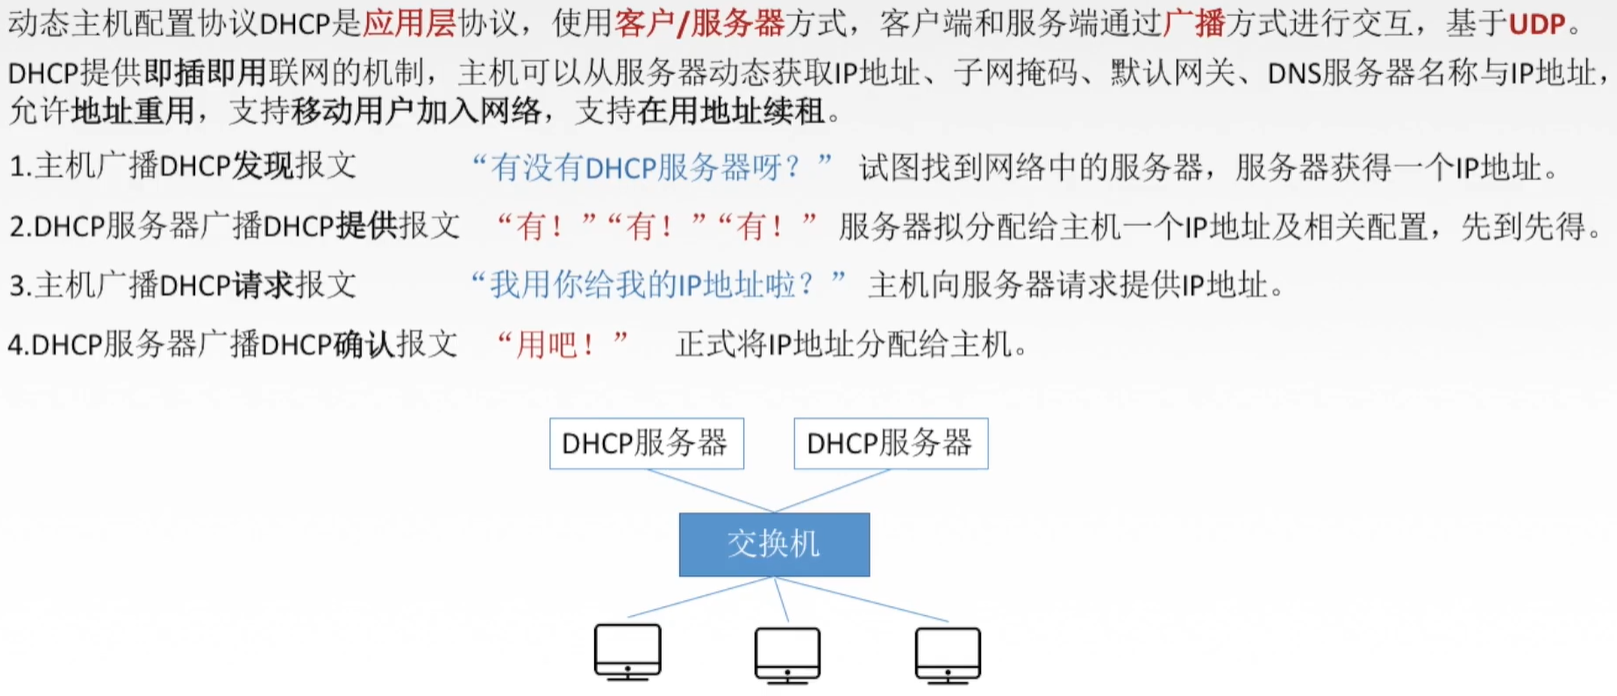 动态主机配置协议DHCP是应用层协议，使用客户/服务器方式，客户端和服务端通过广播方式进行交互，基于UDP。
DHCP提供即插即用联网的机制，主机可以从服务器动态获取IP地址、子网掩码、默认网关、DNS服务器名称与IP地址，
允许地址重用，支持移动用户加入网络，支持在用地址续租。
1.主机广播DHCP发现报文 “有没有DHCP服务器呀？” 试图找到网络中的服务器，服务器获得一个IP地址。
2.DHCP服务器广播DHCP提供报文 “有！”“有！”“有！” 服务器拟分配给主机一个IP地址及相关配置，先到先得。
3.主机广播DHCP请求报文 “我用你给我的IP地址啦？” 主机向服务器请求提供IP地址。
4.DHCP服务器广播DHCP确认报文 “用吧！” 正式将IP地址分配给主机。
DHCP服务器 DHCP服务器
交换机